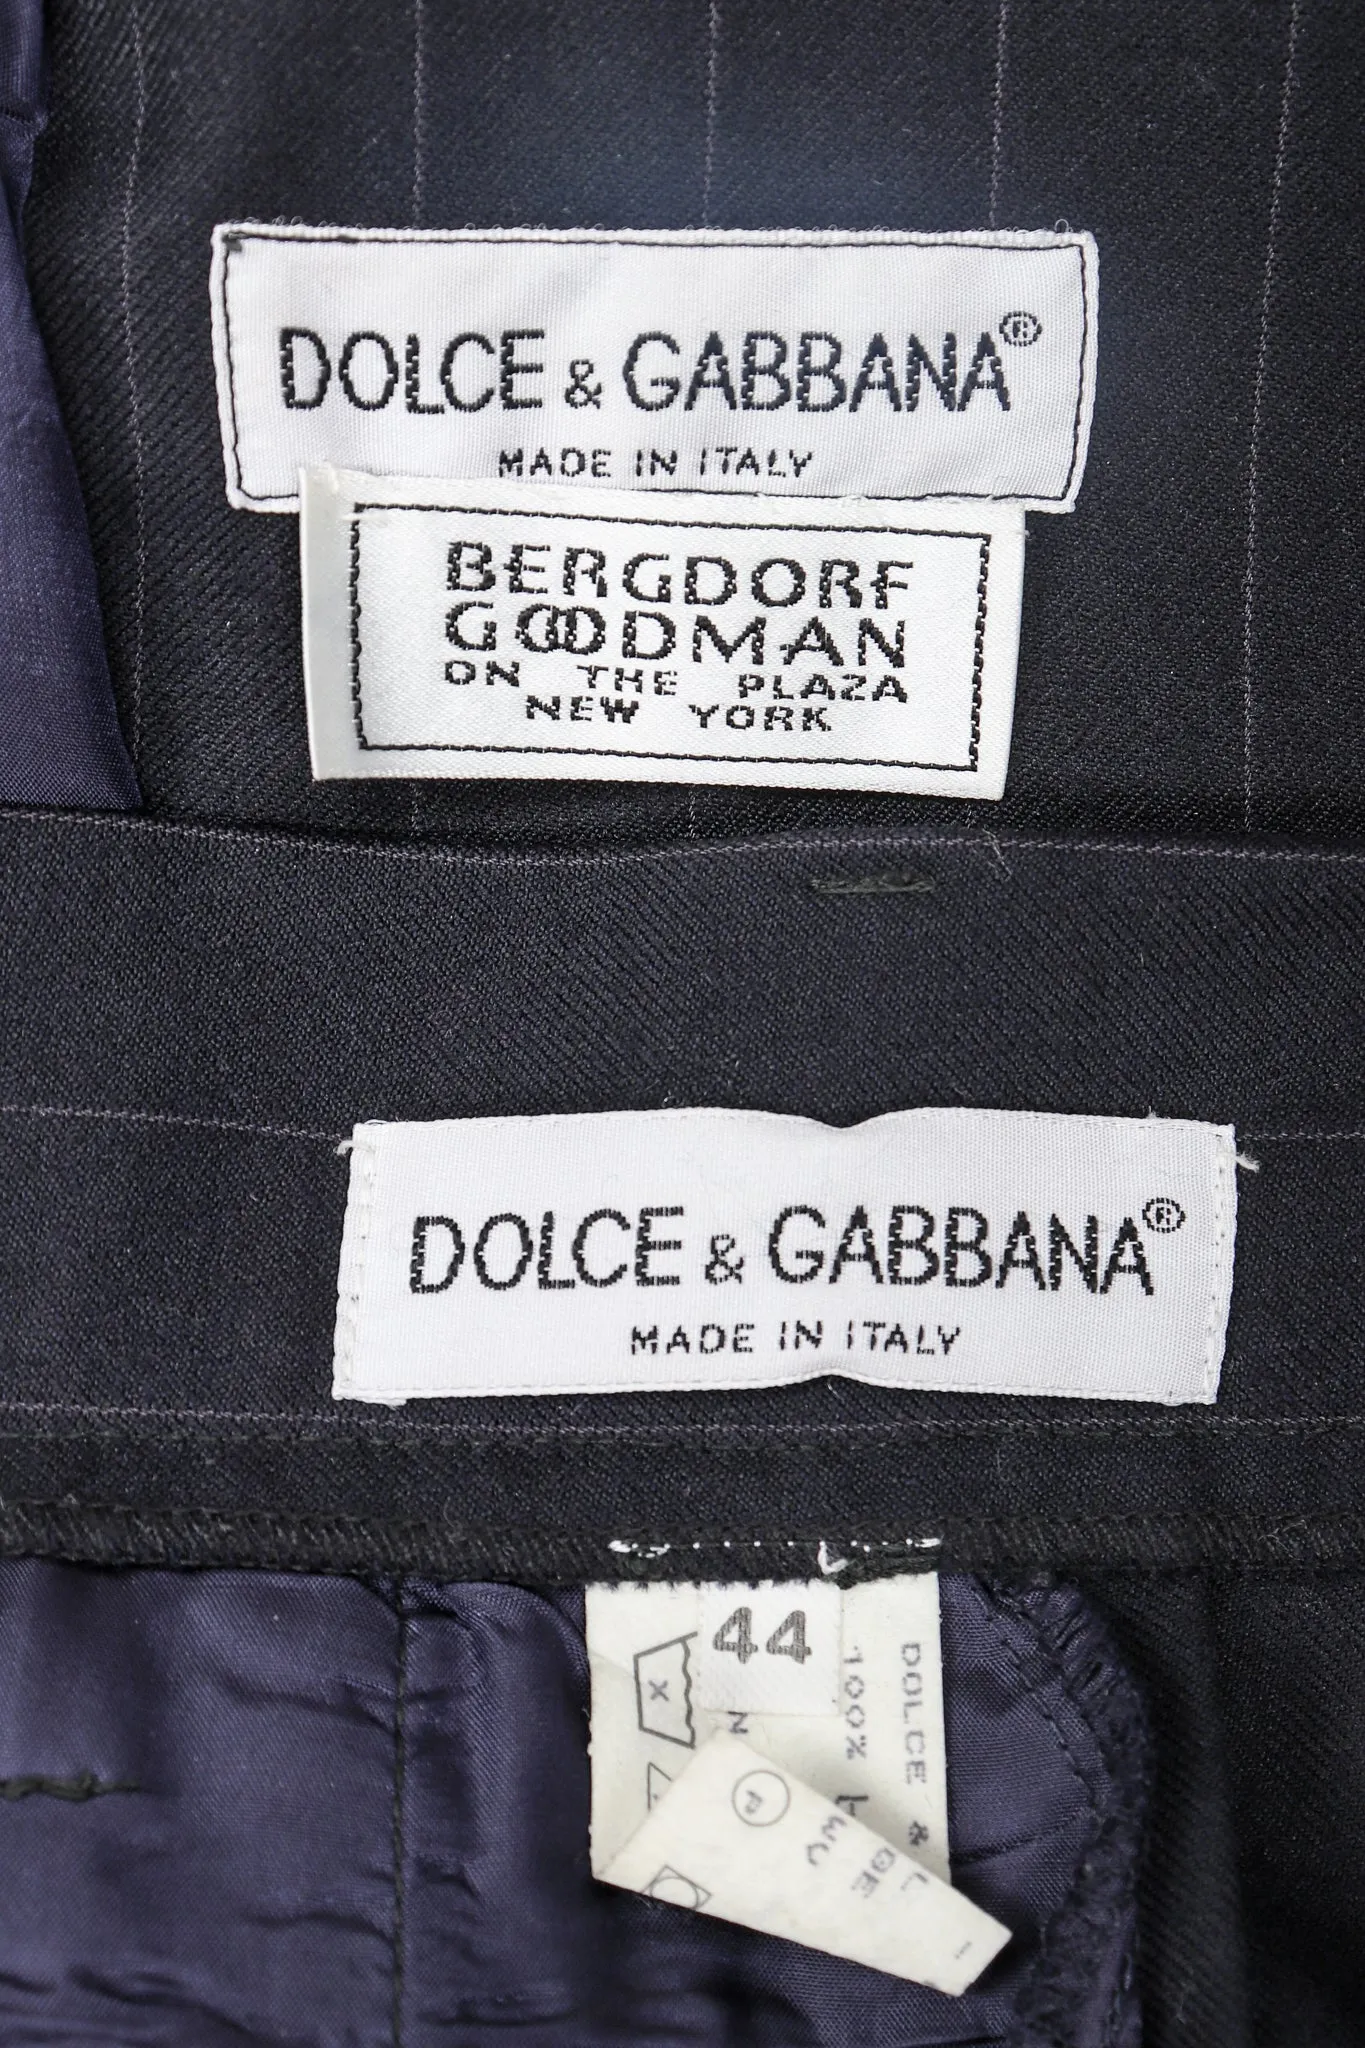 DOLCE & GABBANA®
MADE IN ITALY
BERGDORF
GOODMAN
ON THE PLAZA
NEW YORK
DOLCE & GABBANA®
MADE IN ITALY
44
DOLCE &
100%
N